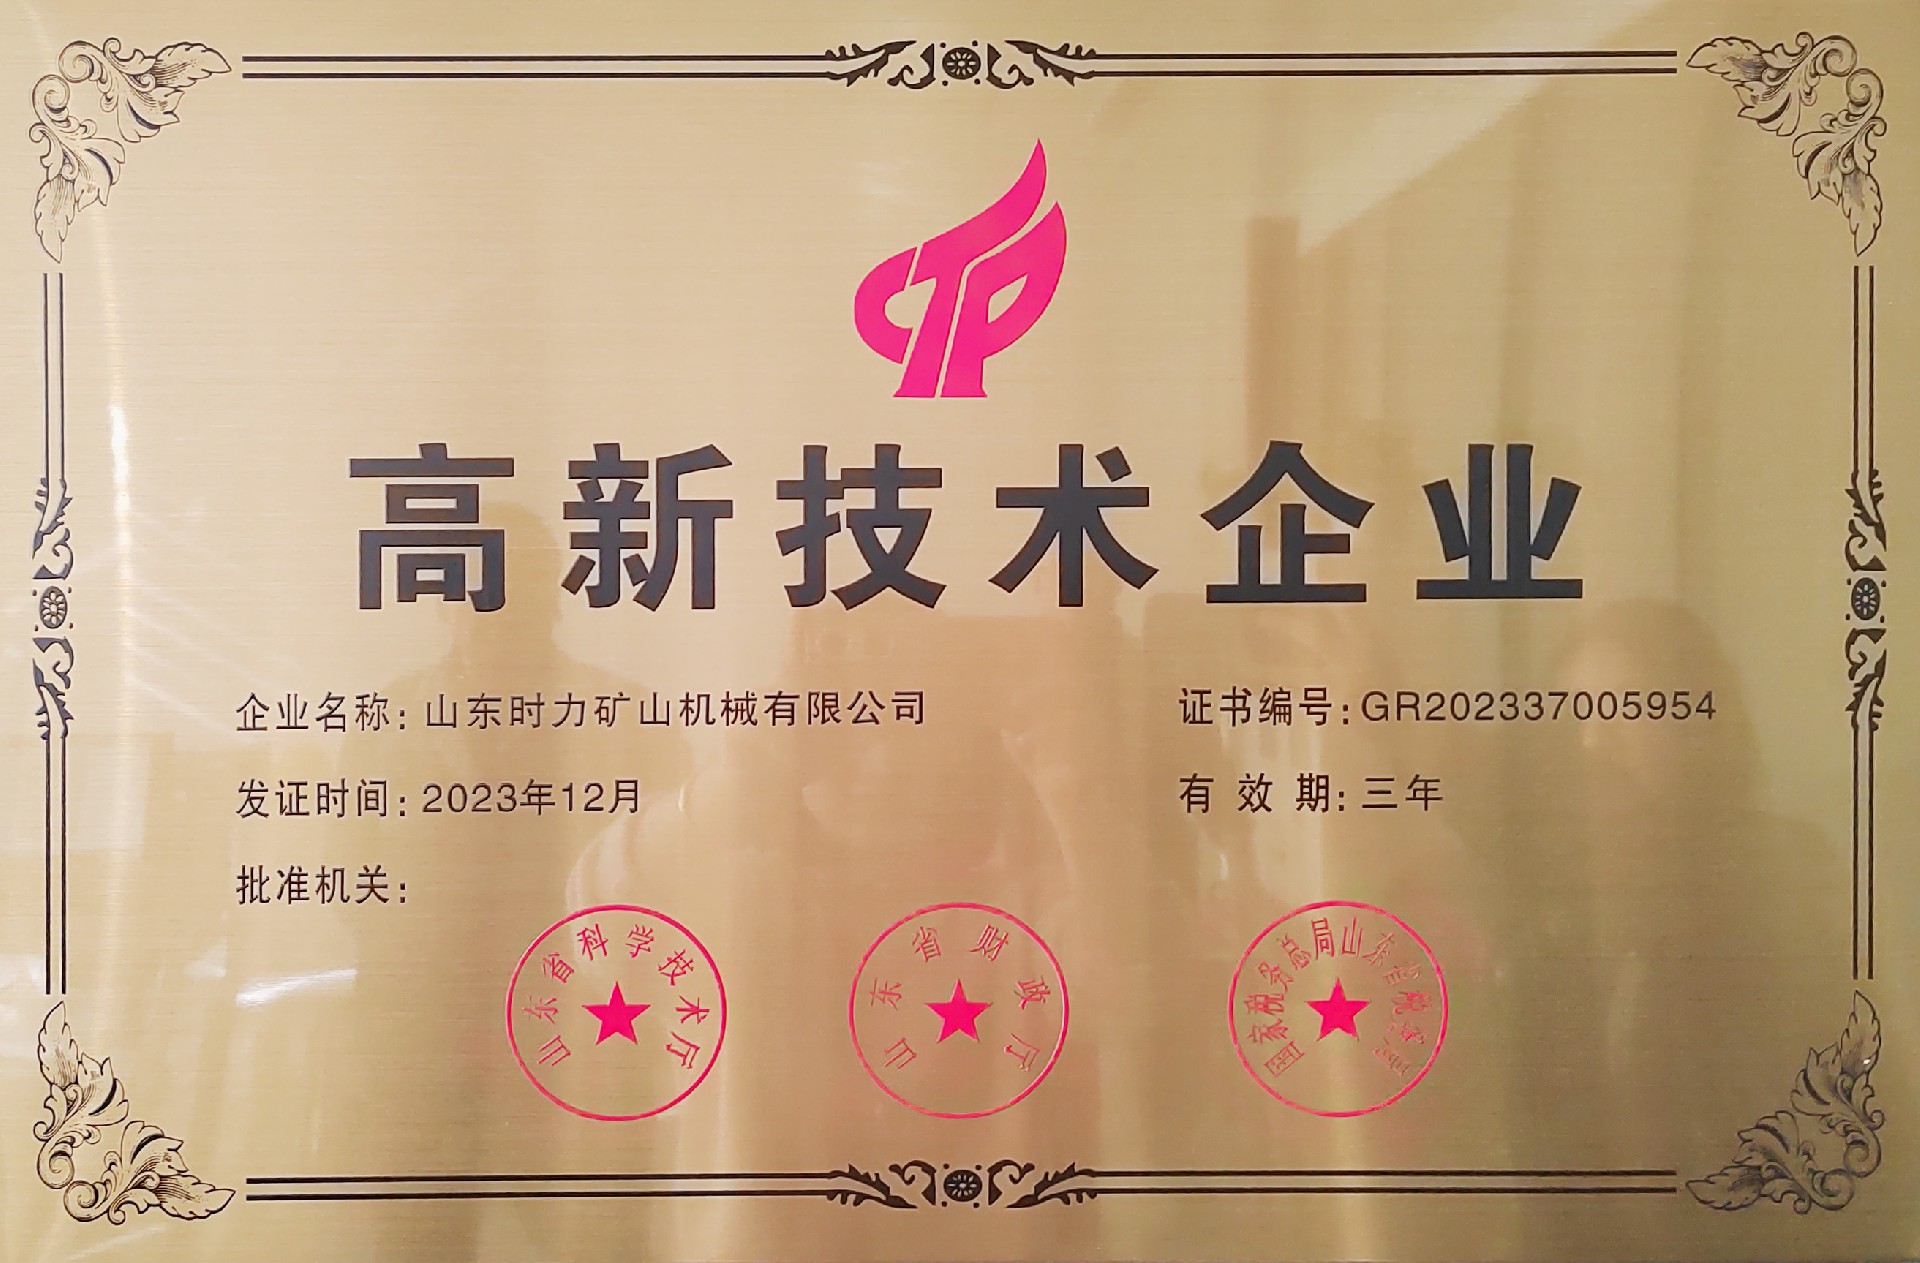 CTP
高新技术企业
企业名称：山东时力矿山机械有限公司
证书编号：GR202337005954
发证时间：2023年12月
有 效 期：三年
批准机关：
山东省科学技术厅
山东省财政厅
国家税务总局山东省税务局